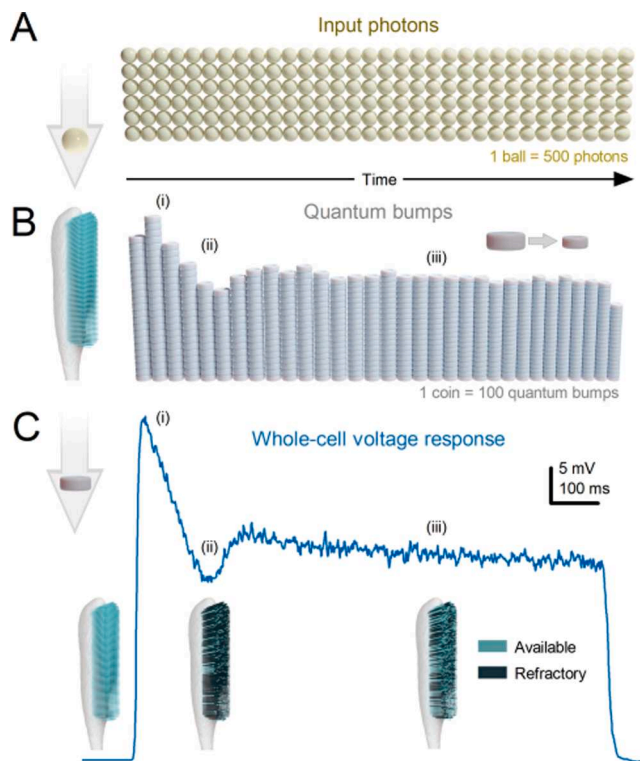 A
Input photons
1 ball = 500 photons
Time
B
(i)
Quantum bumps
(ii)
(iii)
1 coin = 100 quantum bumps
C
(i)
Whole-cell voltage response
5 mV
100 ms
(ii)
(iii)
Available
Refractory